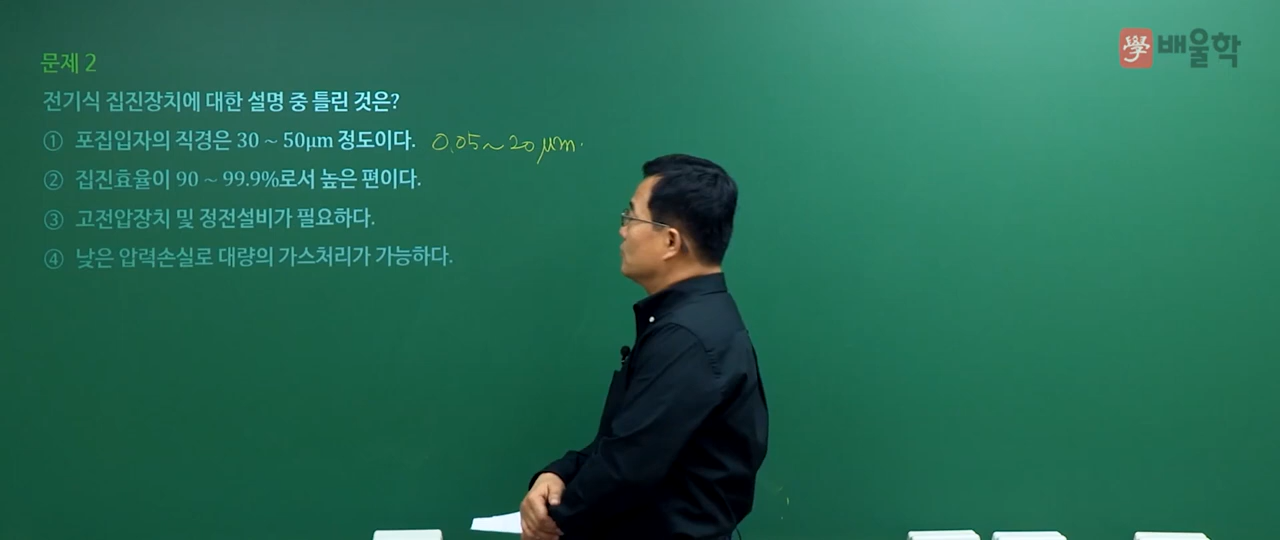 學 배울학
문제 2
전기식 집진장치에 대한 설명 중 틀린 것은?
① 포집입자의 직경은 30 ~ 50μm 정도이다. 0.05~20 μm.
② 집진효율이 90 ~ 99.9%로서 높은 편이다.
③ 고전압장치 및 정전설비가 필요하다.
④ 낮은 압력손실로 대량의 가스처리가 가능하다.